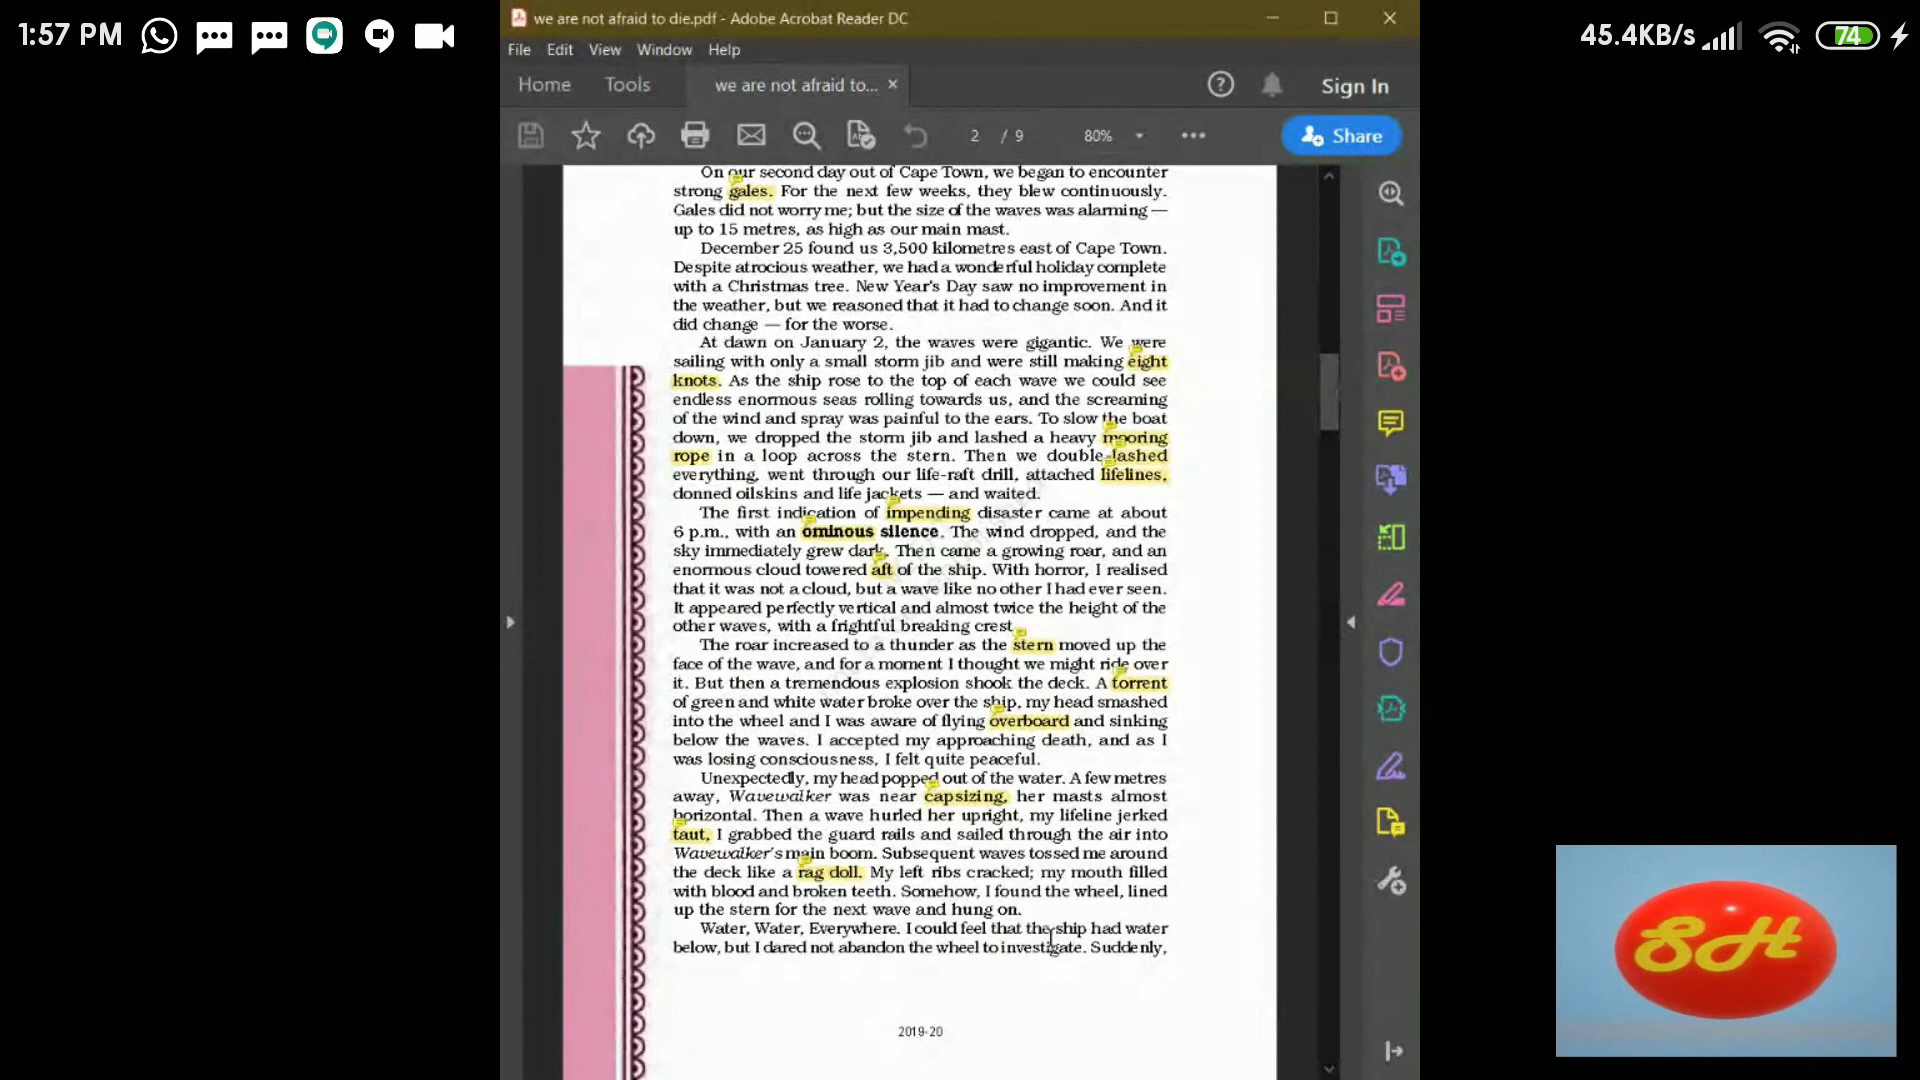 1:57 PM
45.4KB/s
74
we are not afraid to die.pdf - Adobe Acrobat Reader DC
File Edit View Window Help
Home Tools we are not afraid to... × Sign In
2 / 9 80% Share
On our second day out of Cape Town, we began to encounter
strong gales. For the next few weeks, they blew continuously.
Gales did not worry me; but the size of the waves was alarming —
up to 15 metres, as high as our main mast.
December 25 found us 3,500 kilometres east of Cape Town.
Despite atrocious weather, we had a wonderful holiday complete
with a Christmas tree. New Year's Day saw no improvement in
the weather, but we reasoned that it had to change soon. And it
did change — for the worse.
At dawn on January 2, the waves were gigantic. We were
sailing with only a small storm jib and were still making eight
knots. As the ship rose to the top of each wave we could see
endless enormous seas rolling towards us, and the screaming
of the wind and spray was painful to the ears. To slow the boat
down, we dropped the storm jib and lashed a heavy mooring
rope in a loop across the stern. Then we double-lashed
everything, went through our life-raft drill, attached lifelines,
donned oilskins and life jackets — and waited.
The first indication of impending disaster came at about
6 p.m., with an ominous silence. The wind dropped, and the
sky immediately grew dark. Then came a growing roar, and an
enormous cloud towered aft of the ship. With horror, I realised
that it was not a cloud, but a wave like no other I had ever seen.
It appeared perfectly vertical and almost twice the height of the
other waves, with a frightful breaking crest.
The roar increased to a thunder as the stern moved up the
face of the wave, and for a moment I thought we might ride over
it. But then a tremendous explosion shook the deck. A torrent
of green and white water broke over the ship, my head smashed
into the wheel and I was aware of flying overboard and sinking
below the waves. I accepted my approaching death, and as I
was losing consciousness, I felt quite peaceful.
Unexpectedly, my head popped out of the water. A few metres
away, Wavewalker was near capsizing, her masts almost
horizontal. Then a wave hurled her upright, my lifeline jerked
taut, I grabbed the guard rails and sailed through the air into
Wavewalker's main boom. Subsequent waves tossed me around
the deck like a rag doll. My left ribs cracked; my mouth filled
with blood and broken teeth. Somehow, I found the wheel, lined
up the stern for the next wave and hung on.
Water, Water, Everywhere. I could feel that the ship had water
below, but I dared not abandon the wheel to investigate. Suddenly,
2019-20
SH